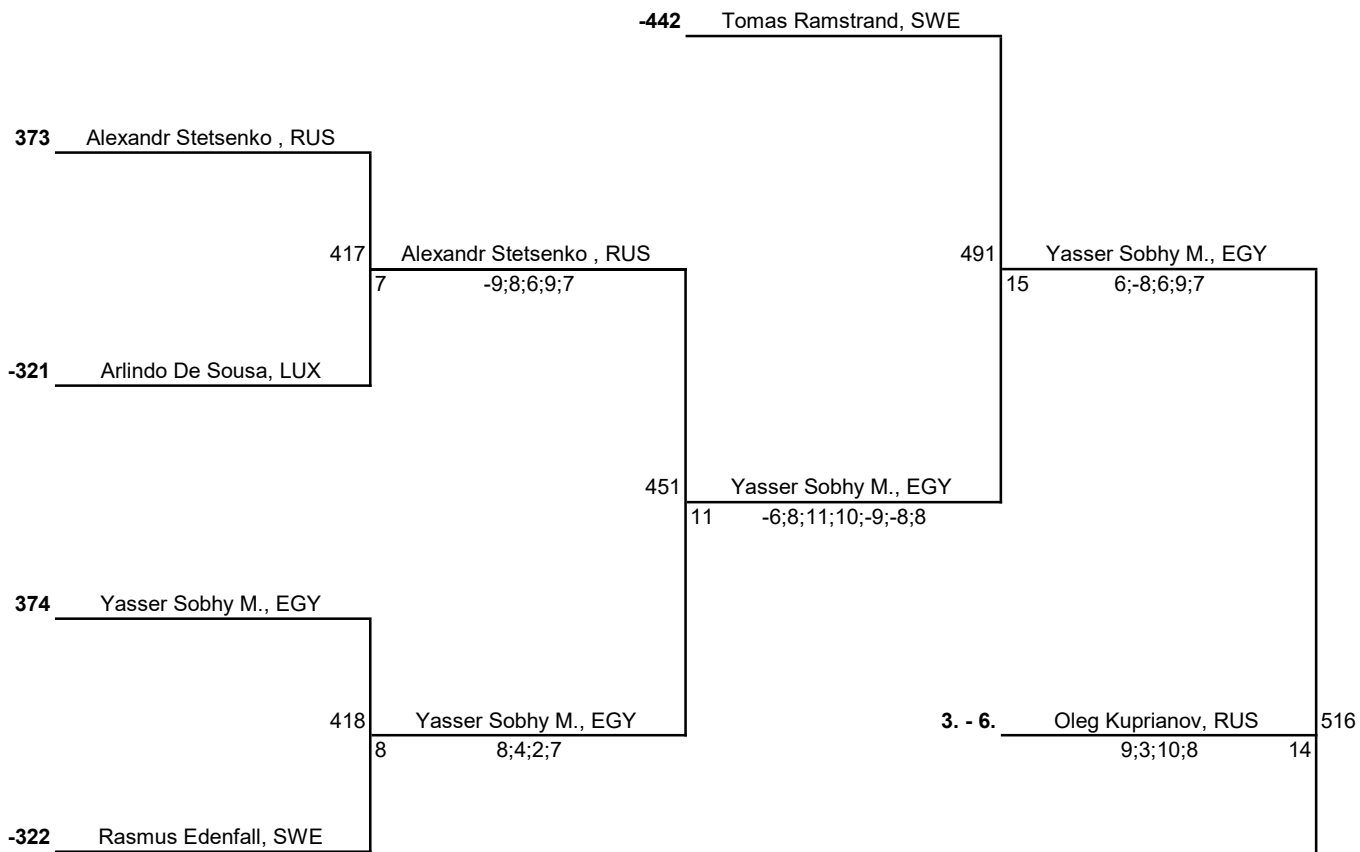 -442 Tomas Ramstrand, SWE
373 Alexandr Stetsenko , RUS
417 Alexandr Stetsenko , RUS 491 Yasser Sobhy M., EGY
7 -9;8;6;9;7 15 6;-8;6;9;7
-321 Arlindo De Sousa, LUX
451 Yasser Sobhy M., EGY
11 -6;8;11;10;-9;-8;8
374 Yasser Sobhy M., EGY
418 Yasser Sobhy M., EGY 3. - 6. Oleg Kuprianov, RUS 516
8 8;4;2;7 9;3;10;8 14
-322 Rasmus Edenfall, SWE